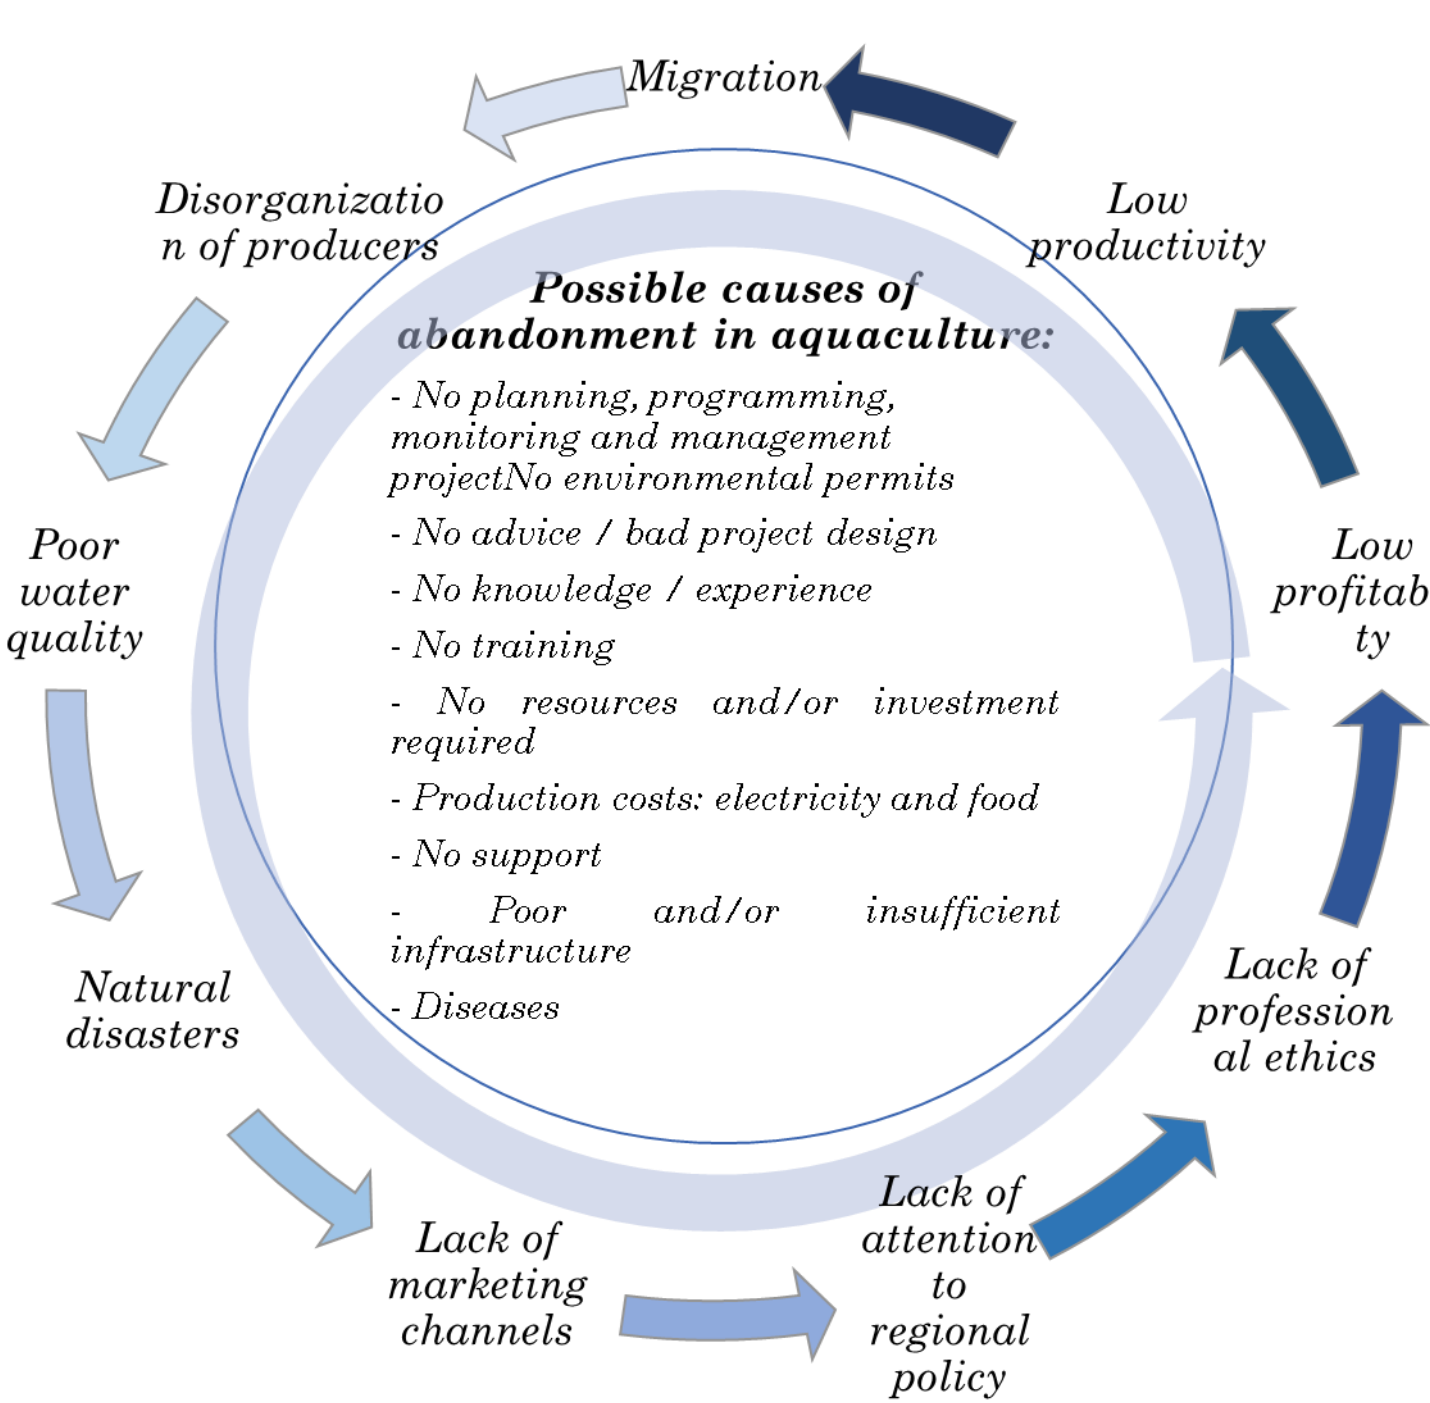 Migration
Disorganizatio
n of producers
Low
productivity
Possible causes of
abandonment in aquaculture:
- No planning, programming,
monitoring and management
projectNo environmental permits
- No advice / bad project design
- No knowledge / experience
- No training
- No resources and/or investment
required
- Production costs: electricity and food
- No support
- Poor and/or insufficient
infrastructure
- Diseases
Poor
water
quality
Low
profitab
ty
Natural
disasters
Lack of
profession
al ethics
Lack of
marketing
channels
Lack of
attention
to
regional
policy